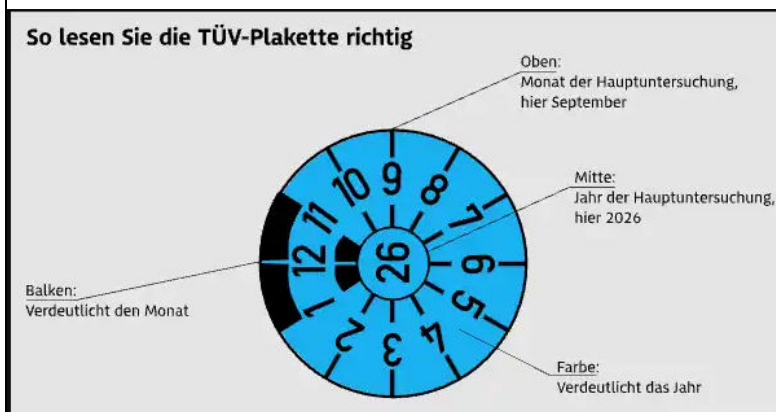 So lesen Sie die TÜV-Plakette richtig
Oben:
Monat der Hauptuntersuchung,
hier September
Mitte:
Jahr der Hauptuntersuchung,
hier 2026
Balken:
Verdeutlicht den Monat
Farbe:
Verdeutlicht das Jahr
9
8
7
6
5
4
3
2
1
12
11
10
26